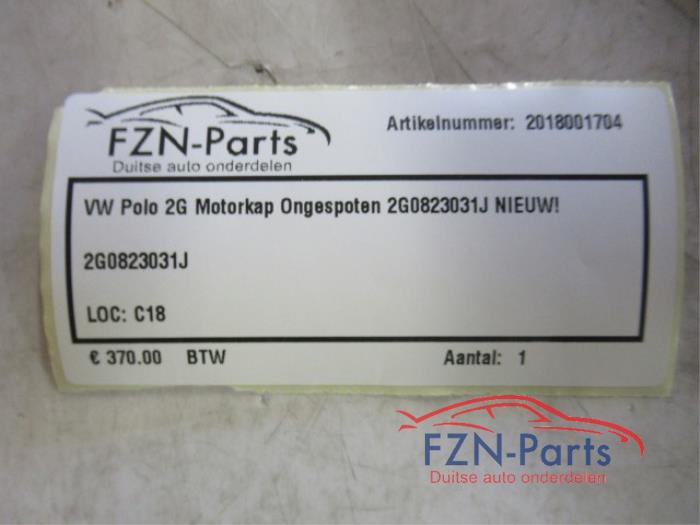 FZN-Parts
Duitse auto onderdelen
Artikelnummer: 2018001704
VW Polo 2G Motorkap Ongespoten 2G0823031J NIEUW!
2G0823031J
LOC: C18
€ 370.00 BTW
Aantal: 1
FZN-Parts
Duitse auto onderdelen